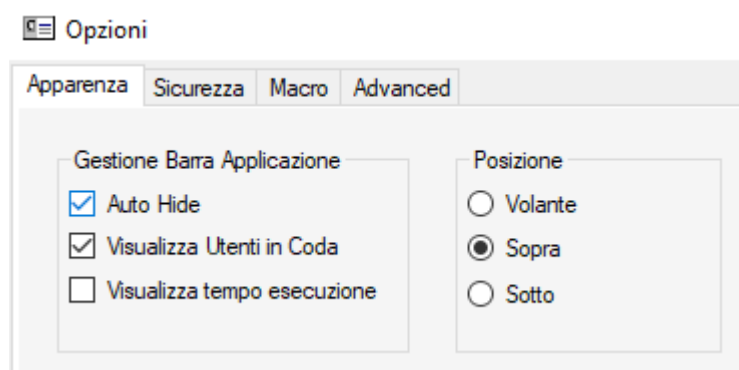 Opzioni
Apparenza Sicurezza Macro Advanced
Gestione Barra Applicazione
Auto Hide
Visualizza Utenti in Coda
Visualizza tempo esecuzione
Posizione
Volante
Sopra
Sotto